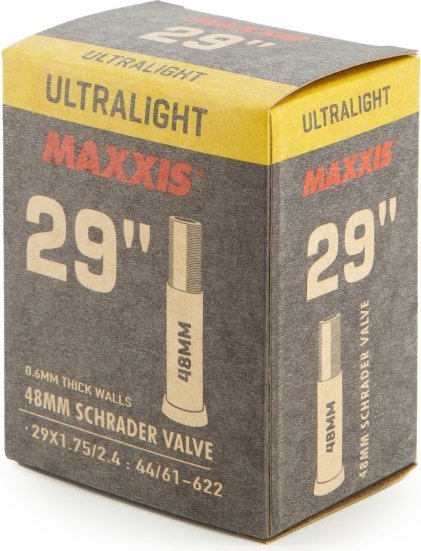 29"
ULTRALIGHT
MAXXIS
29"
48MM
0.6MM THICK WALLS
48MM SCHRADER VALVE
· 29X1.75/2.4 : 44/61-622
ULTRALIGHT
MAXXIS
29"
48MM
48MM SCHRADER VALVE